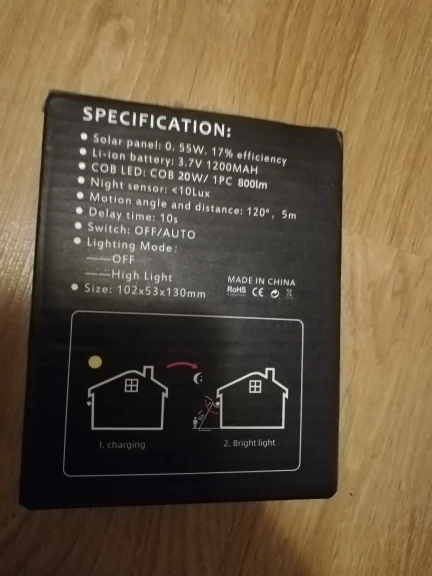 SPECIFICATION:
● Solar panel: 0. 55W, 17% efficiency
● Li-ion battery: 3.7V 1200MAH
● COB LED: COB 20W/ 1PC 800lm
● Night sensor: <10Lux
● Motion angle and distance: 120°, 5m
● Delay time: 10s
● Switch: OFF/AUTO
● Lighting Mode:
——OFF
——High Light
● Size: 102x53x130mm
MADE IN CHINA
RoHS CE
1. charging
2. Bright light